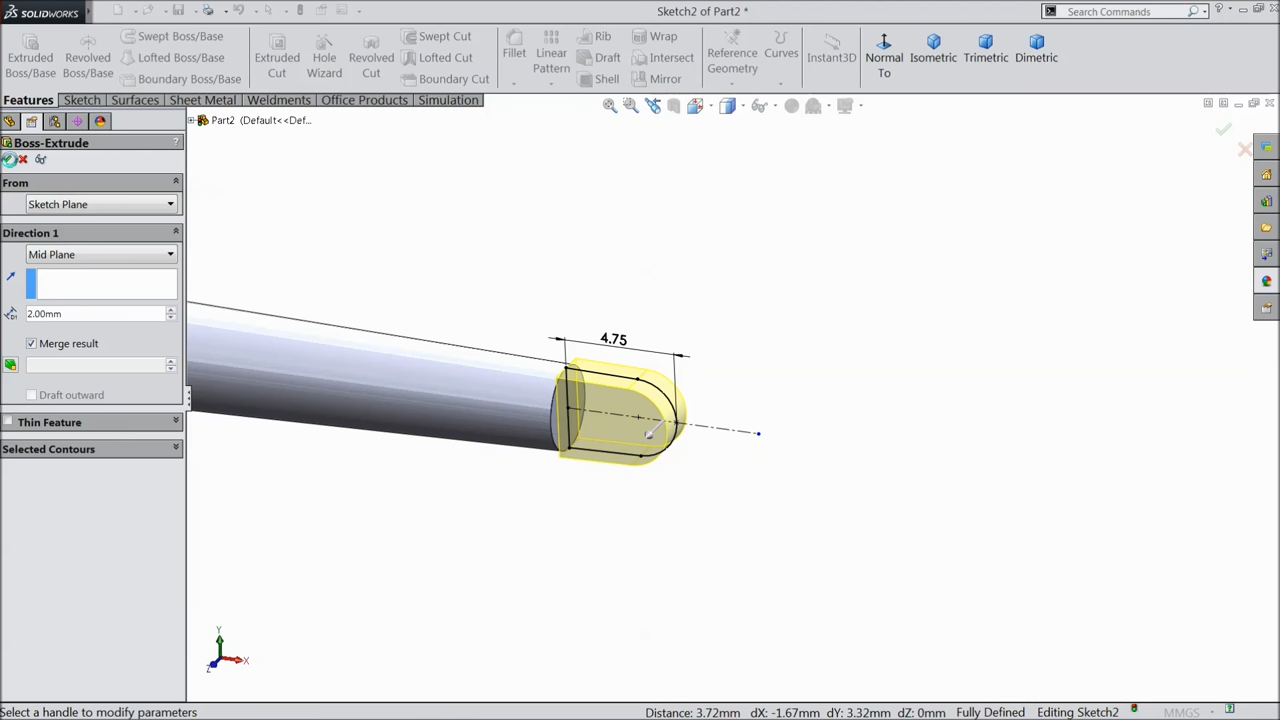 SOLIDWORKS
Sketch2 of Part2 *
Search Commands
Extruded Boss/Base
Revolved Boss/Base
Swept Boss/Base
Lofted Boss/Base
Boundary Boss/Base
Extruded Cut
Hole Wizard
Revolved Cut
Swept Cut
Lofted Cut
Boundary Cut
Fillet
Linear Pattern
Rib
Draft
Shell
Wrap
Intersect
Mirror
Reference Geometry
Curves
Instant3D
Normal To
Isometric
Trimetric
Dimetric
Features Sketch Surfaces Sheet Metal Weldments Office Products Simulation
Part2 (Default<<Def...
Boss-Extrude ?
From
Sketch Plane
Direction 1
Mid Plane
D1 2.00mm
Merge result
Draft outward
Thin Feature
Selected Contours
4.75
Y
X
Z
Select a handle to modify parameters
Distance: 3.72mm dX: -1.67mm dY: 3.32mm dZ: 0mm Fully Defined Editing Sketch2 MMGS - ?